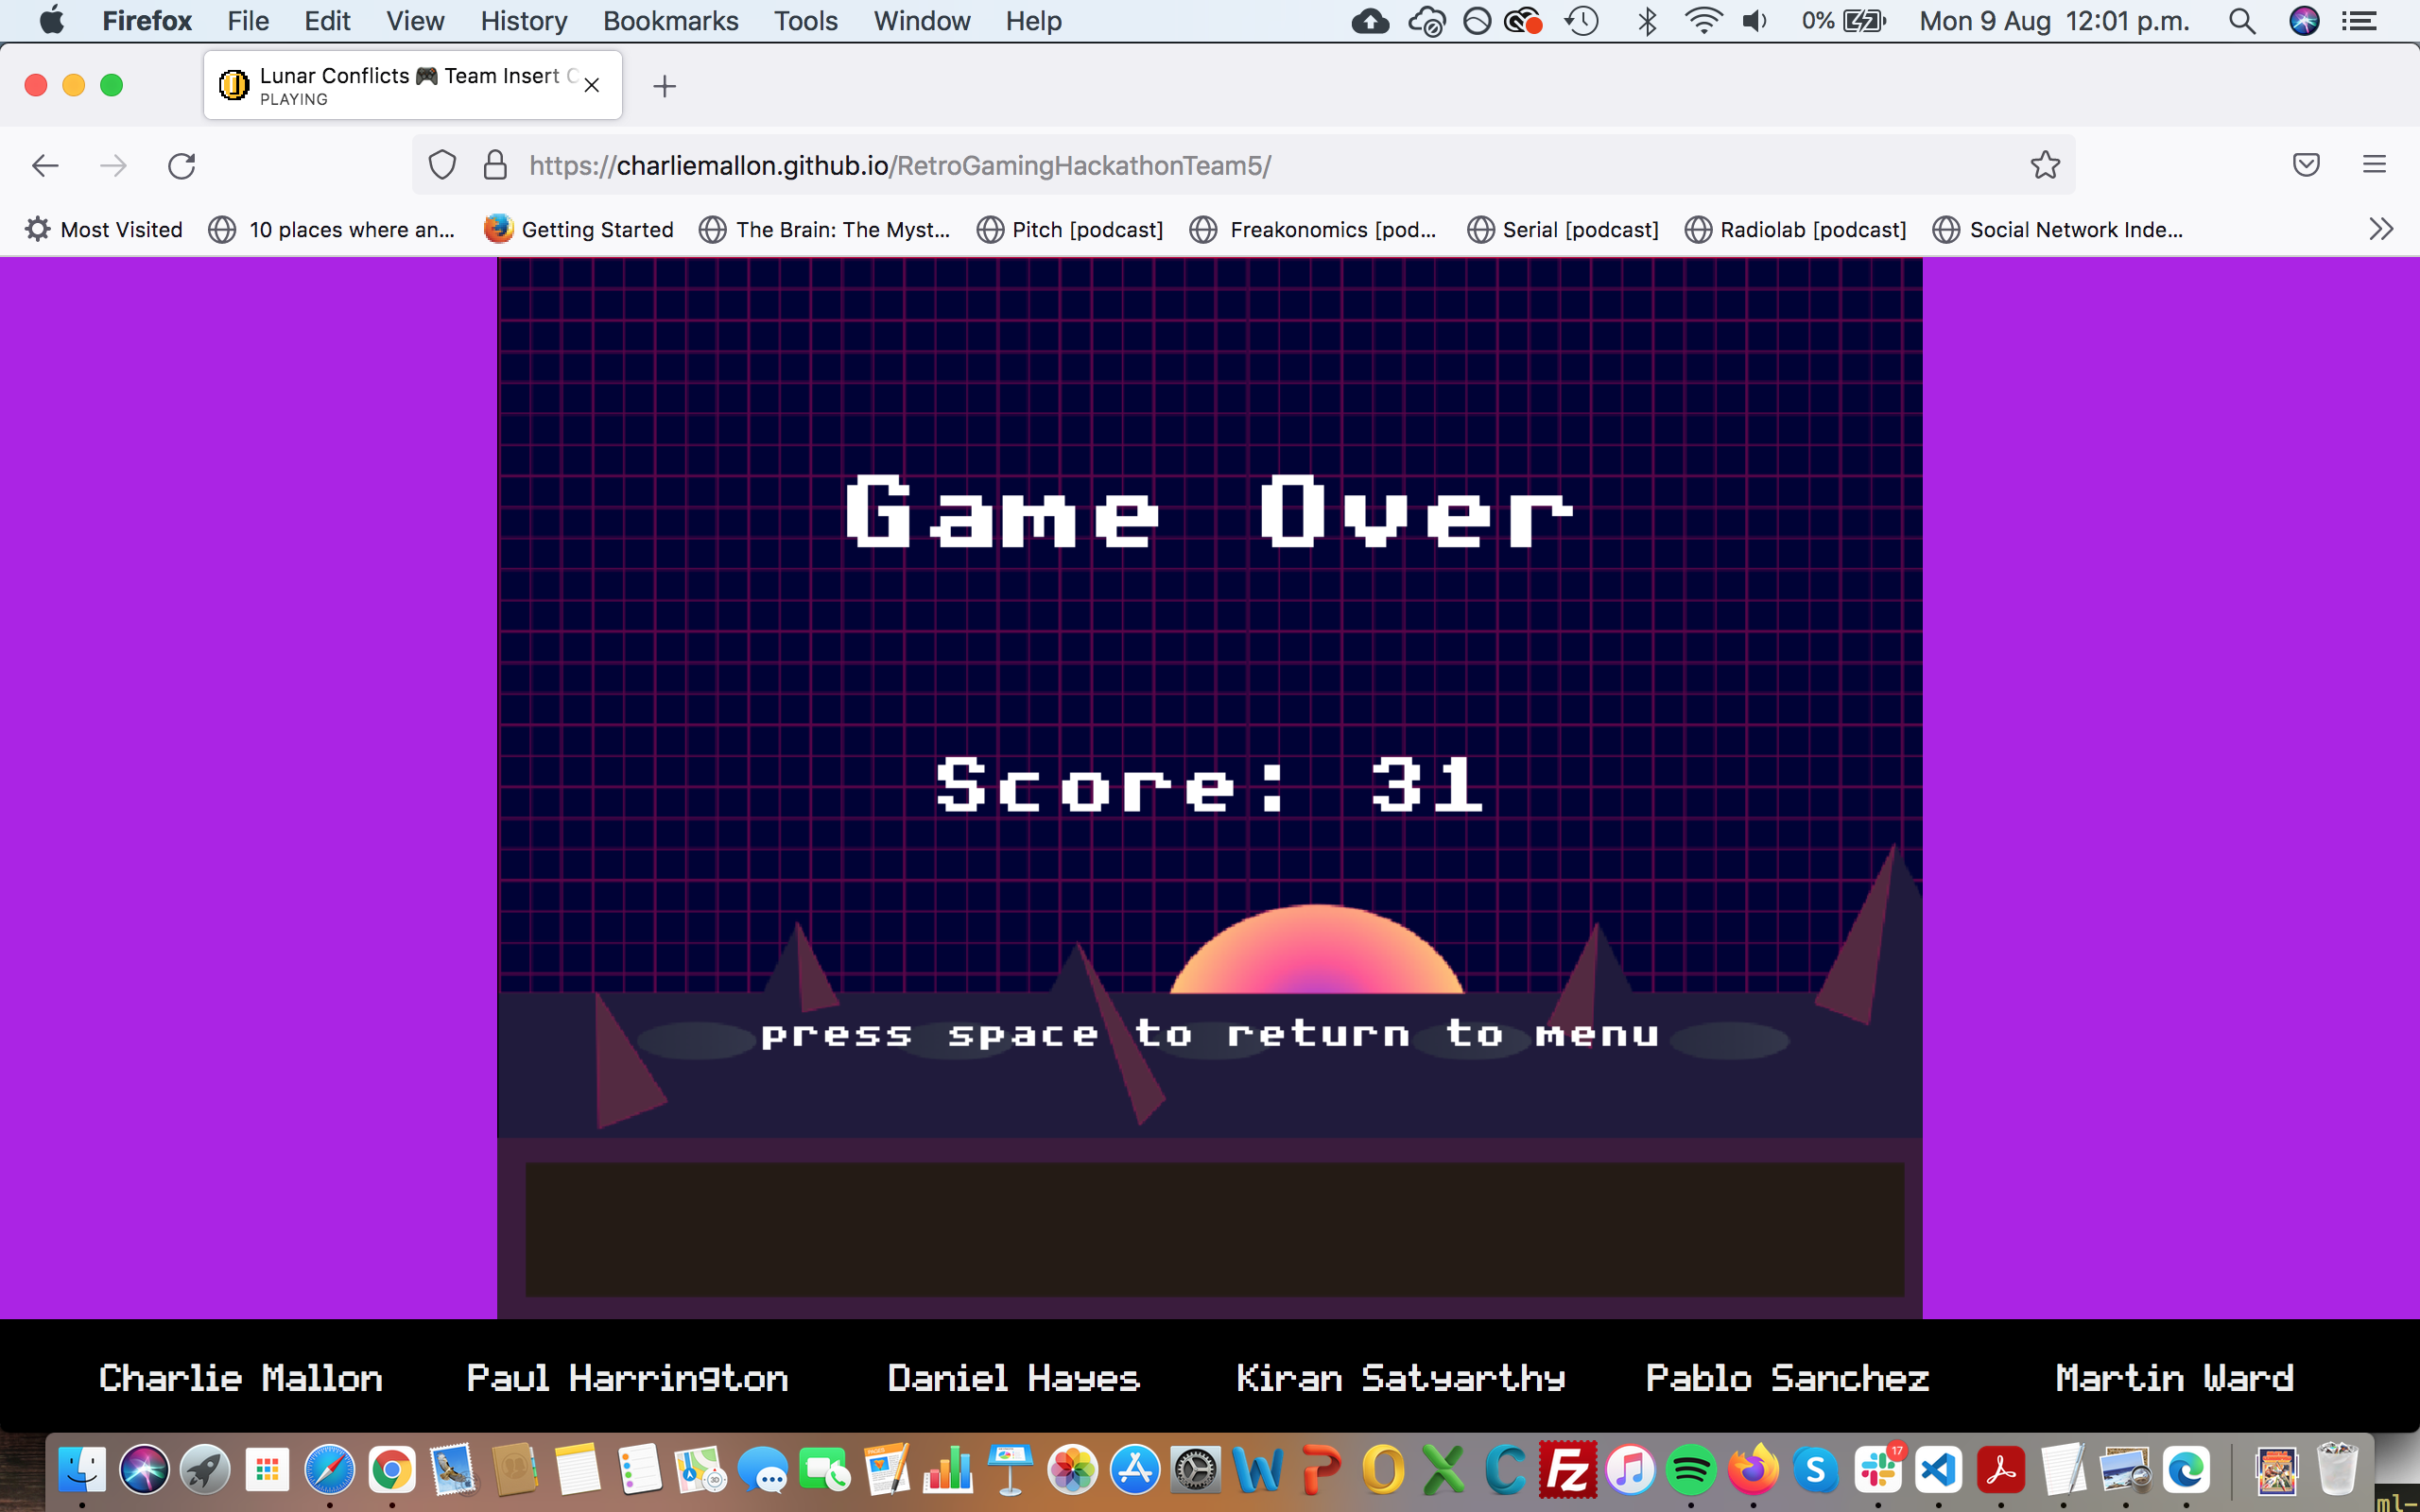 Firefox File Edit View History Bookmarks Tools Window Help 0% Mon 9 Aug 12:01 p.m.
Lunar Conflicts 🎮 Team Insert C
PLAYING
https://charliemallon.github.io/RetroGamingHackathonTeam5/
Most Visited 10 places where an... Getting Started The Brain: The Myst... Pitch [podcast] Freakonomics [pod... Serial [podcast] Radiolab [podcast] Social Network Inde...
Game Over
Score: 31
press space to return to menu
Charlie Mallon Paul Harrington Daniel Hayes Kiran Satyarthy Pablo Sanchez Martin Ward
17
ml-